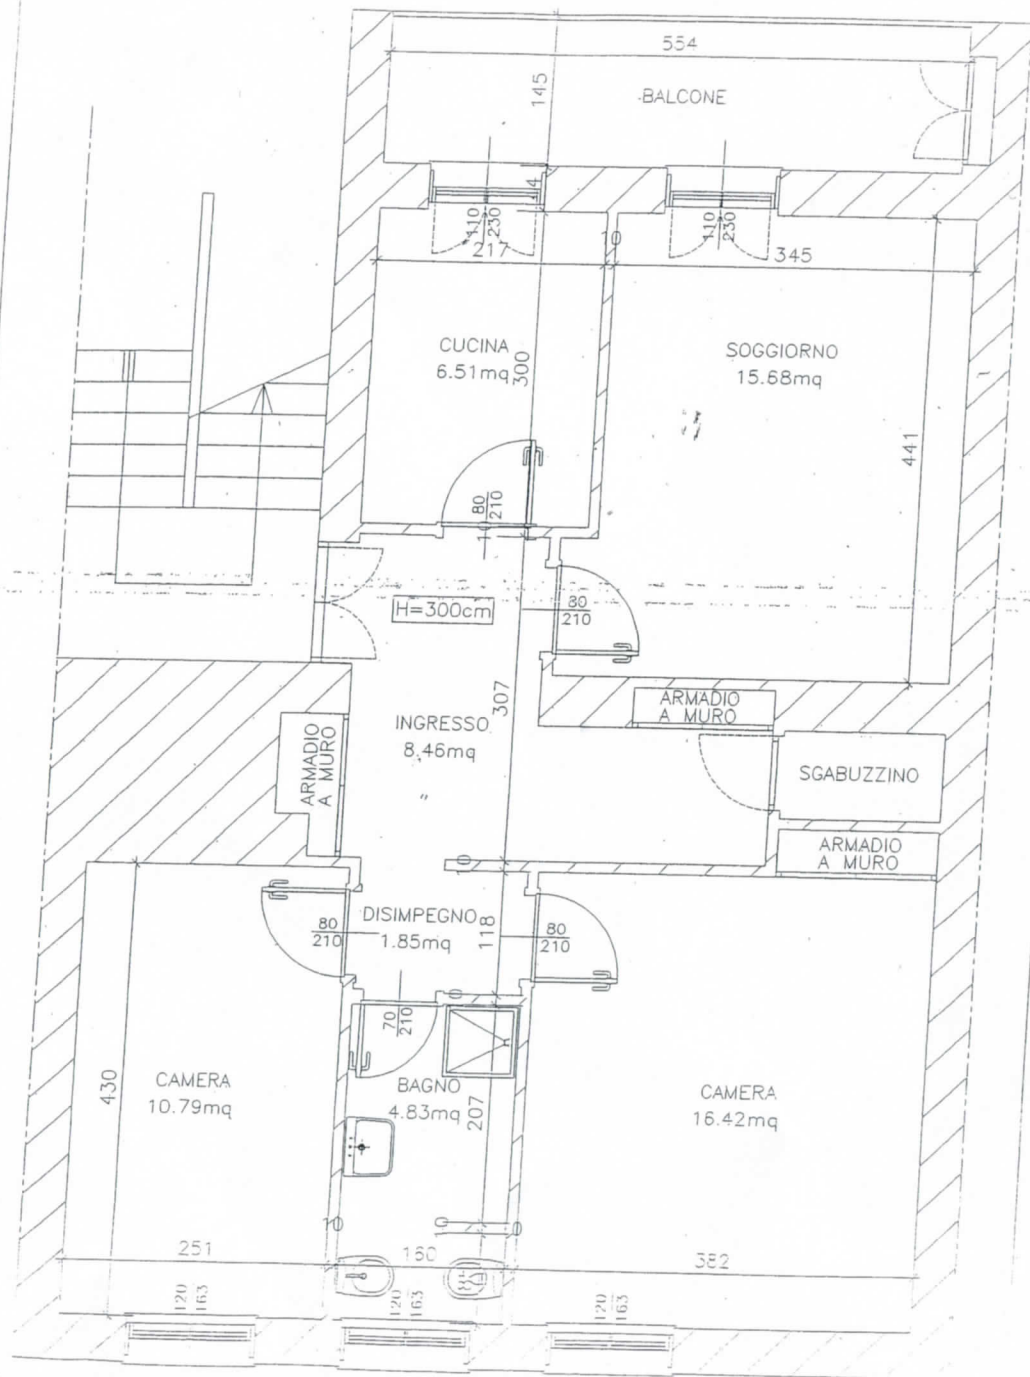 554
145
BALCONE
110
230
110
230
217
10
345
CUCINA
6.51mq
300
SOGGIORNO
15.68mq
441
80
210
10
H=300cm
80
210
307
INGRESSO
8.46mq
ARMADIO
A MURO
ARMADIO
A MURO
SGABUZZINO
ARMADIO
A MURO
10
DISIMPEGNO
1.85mq
118
80
210
80
210
70
210
430
CAMERA
10.79mq
BAGNO
4.83mq
207
CAMERA
16.42mq
10
10
251
160
382
120
163
120
163
120
163